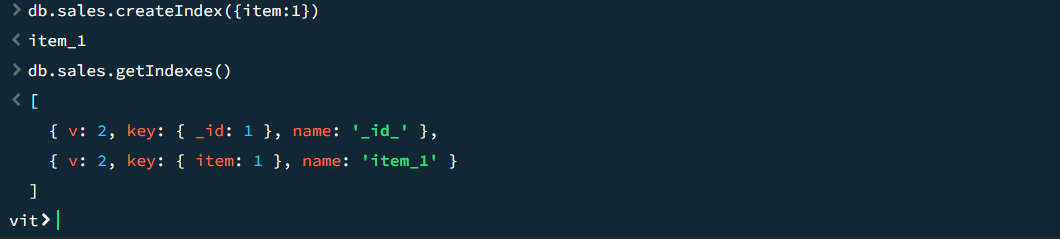 > db.sales.createIndex({item:1})
< item_1
> db.sales.getIndexes()
< [
{ v: 2, key: { _id: 1 }, name: '_id_' },
{ v: 2, key: { item: 1 }, name: 'item_1' }
]
vit>